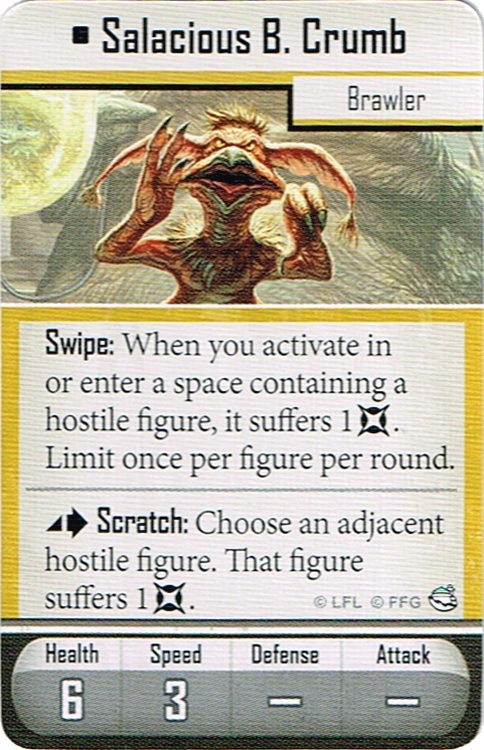 Salacious B. Crumb
Brawler
Swipe: When you activate in
or enter a space containing a
hostile figure, it suffers 1
.
Limit once per figure per round.
Scratch: Choose an adjacent
hostile figure. That figure
suffers 1
.
© LFL © FFG
Health Speed Defense Attack
6 3 — —